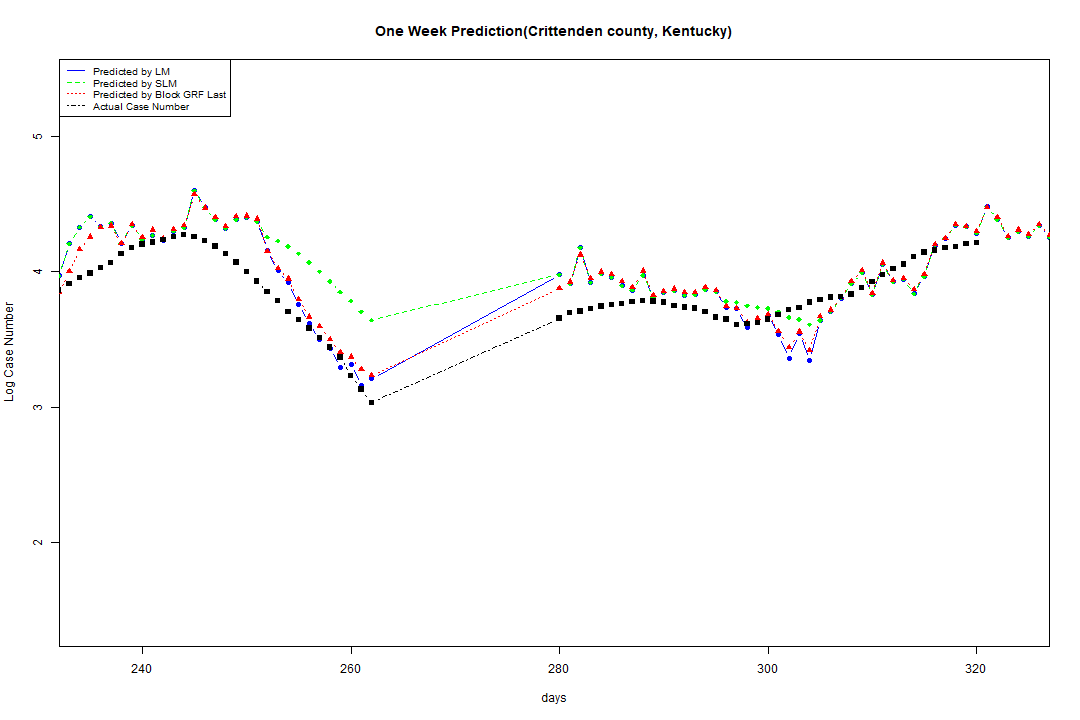 One Week Prediction(Crittenden county, Kentucky)
Predicted by LM
Predicted by SLM
Predicted by Block GRF Last
Actual Case Number
5
4
3
2
Log Case Number
240 260 280 300 320
days